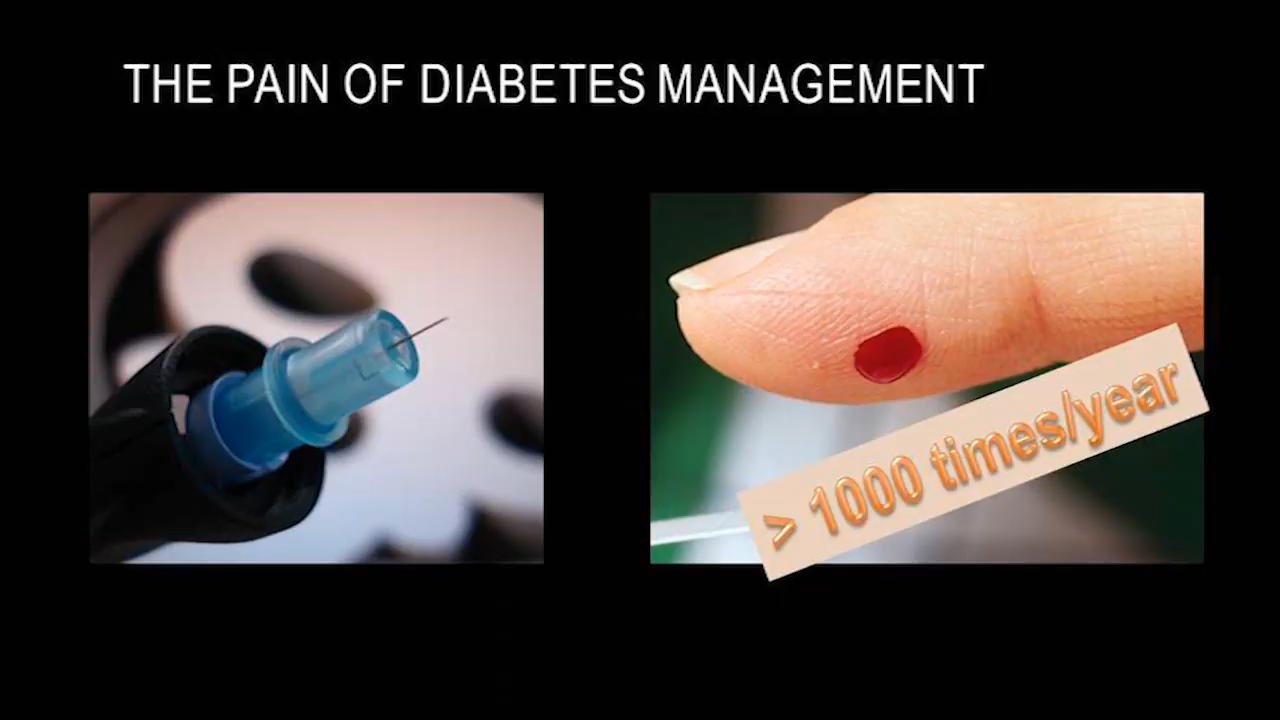 THE PAIN OF DIABETES MANAGEMENT
> 1000 times/year